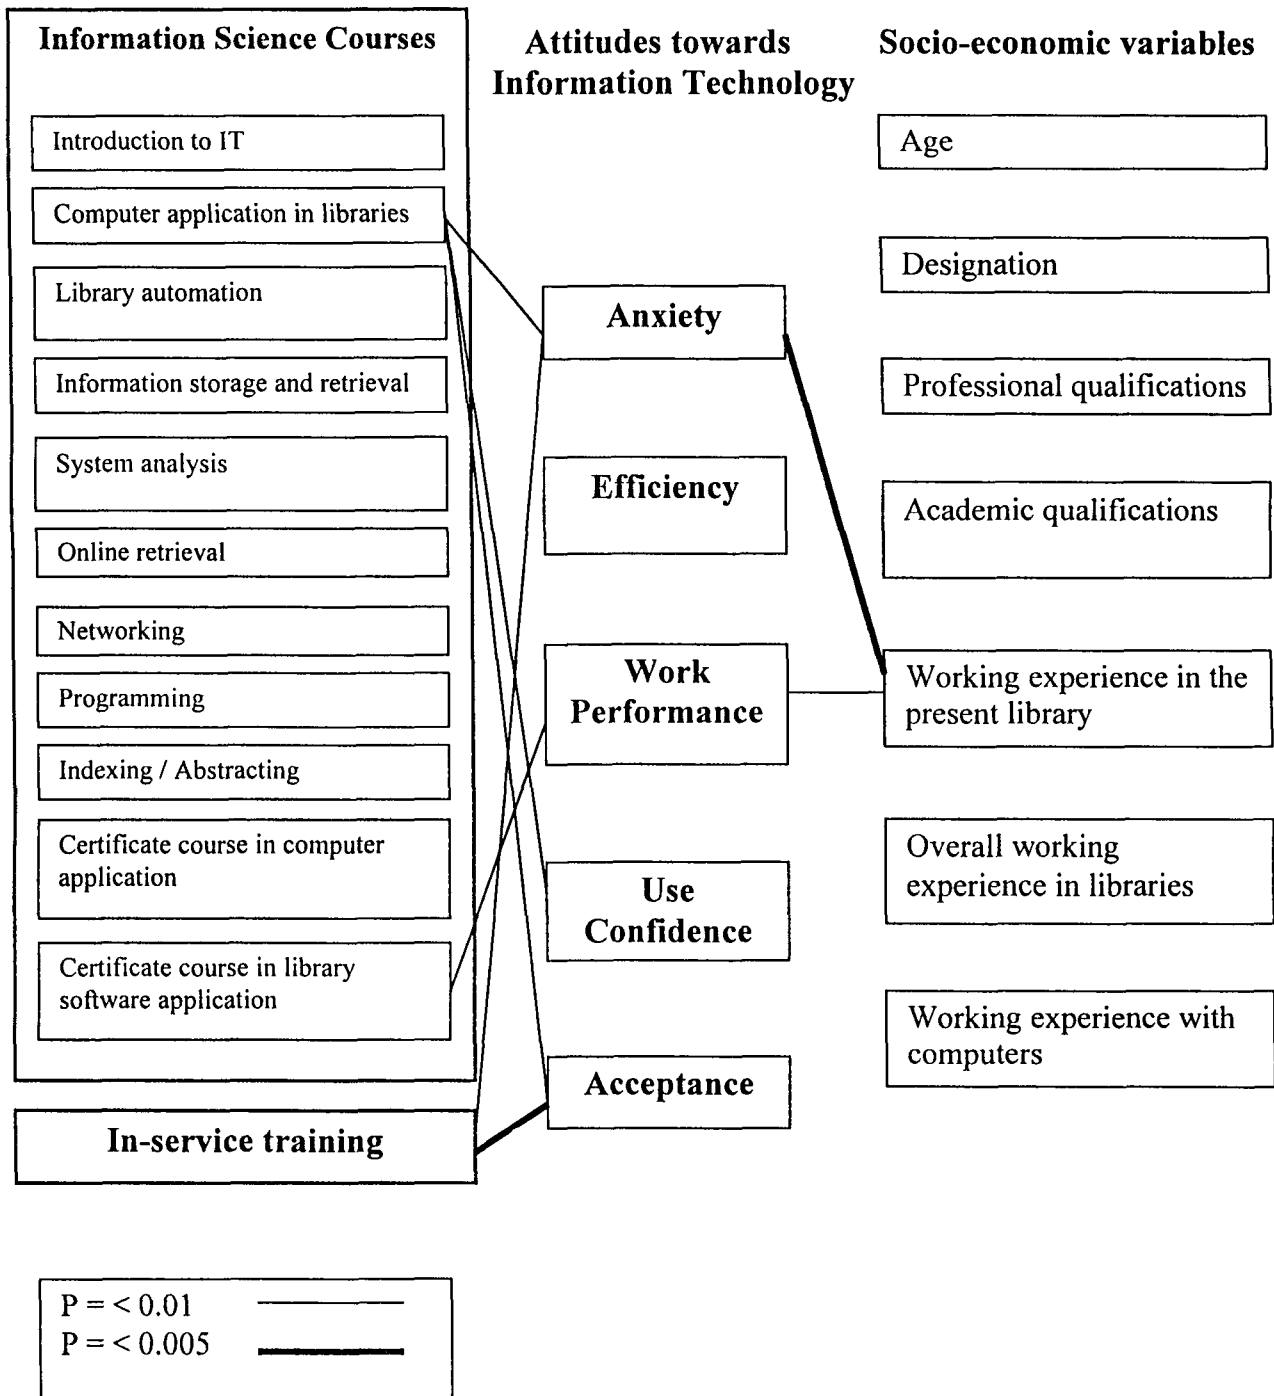 Information Science Courses
Introduction to IT
Computer application in libraries
Library automation
Information storage and retrieval
System analysis
Online retrieval
Networking
Programming
Indexing / Abstracting
Certificate course in computer
application
Certificate course in library
software application
In-service training
Attitudes towards
Information Technology
Anxiety
Efficiency
Work
Performance
Use
Confidence
Acceptance
Socio-economic variables
Age
Designation
Professional qualifications
Academic qualifications
Working experience in the
present library
Overall working
experience in libraries
Working experience with
computers
P = < 0.01
P = < 0.005